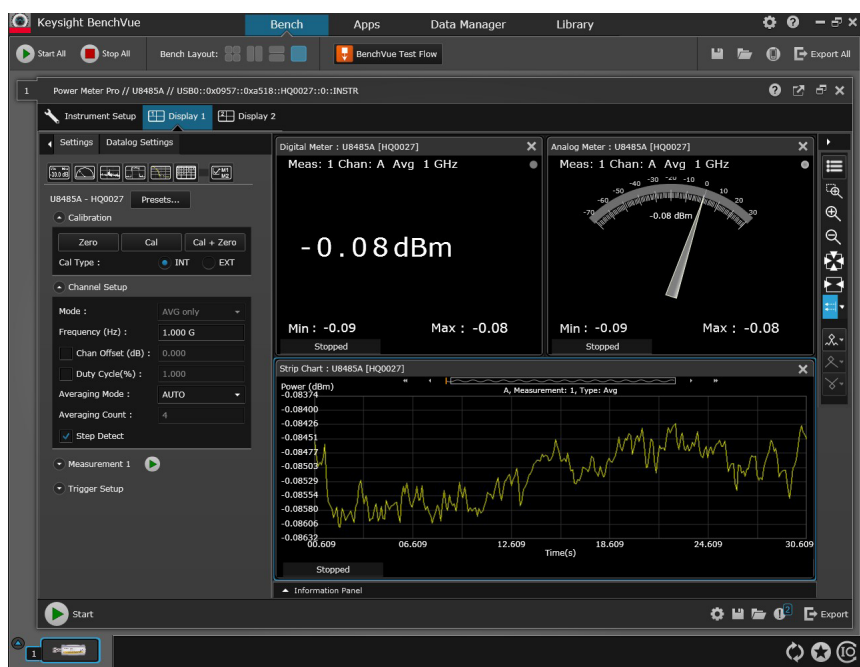 Keysight BenchVue
Bench Apps Data Manager Library
Start All Stop All Bench Layout: BenchVue Test Flow Export All
1 Power Meter Pro // U8485A // USB0::0x0957::0xa518::HQ0027::0::INSTR
Instrument Setup Display 1 Display 2
Settings Datalog Settings
U8485A - HQ0027 Presets...
Calibration
Zero Cal Cal + Zero
Cal Type : INT EXT
Channel Setup
Mode : AVG only
Frequency (Hz) : 1.000 G
Chan Offset (dB) : 0.000
Duty Cycle(%) : 1.000
Averaging Mode : AUTO
Averaging Count : 4
Step Detect
Measurement 1
Trigger Setup
Digital Meter : U8485A [HQ0027]
Meas: 1 Chan: A Avg 1 GHz
-0.08dBm
Min : -0.09 Max : -0.08
Stopped
Analog Meter : U8485A [HQ0027]
Meas: 1 Chan: A Avg 1 GHz
-70 -60 -50 -40 -30 -20 -10 0 10 20 30
-0.08 dBm
Min : -0.09 Max : -0.08
Stopped
Strip Chart : U8485A [HQ0027]
Power (dBm)
A, Measurement: 1, Type: Avg
-0.08374
-0.08400
-0.08426
-0.08451
-0.08477
-0.08503
-0.08529
-0.08554
-0.08580
-0.08606
-0.08632
00.609 06.609 12.609 18.609 24.609 30.609
Time(s)
Stopped
Information Panel
Start 2 Export
1